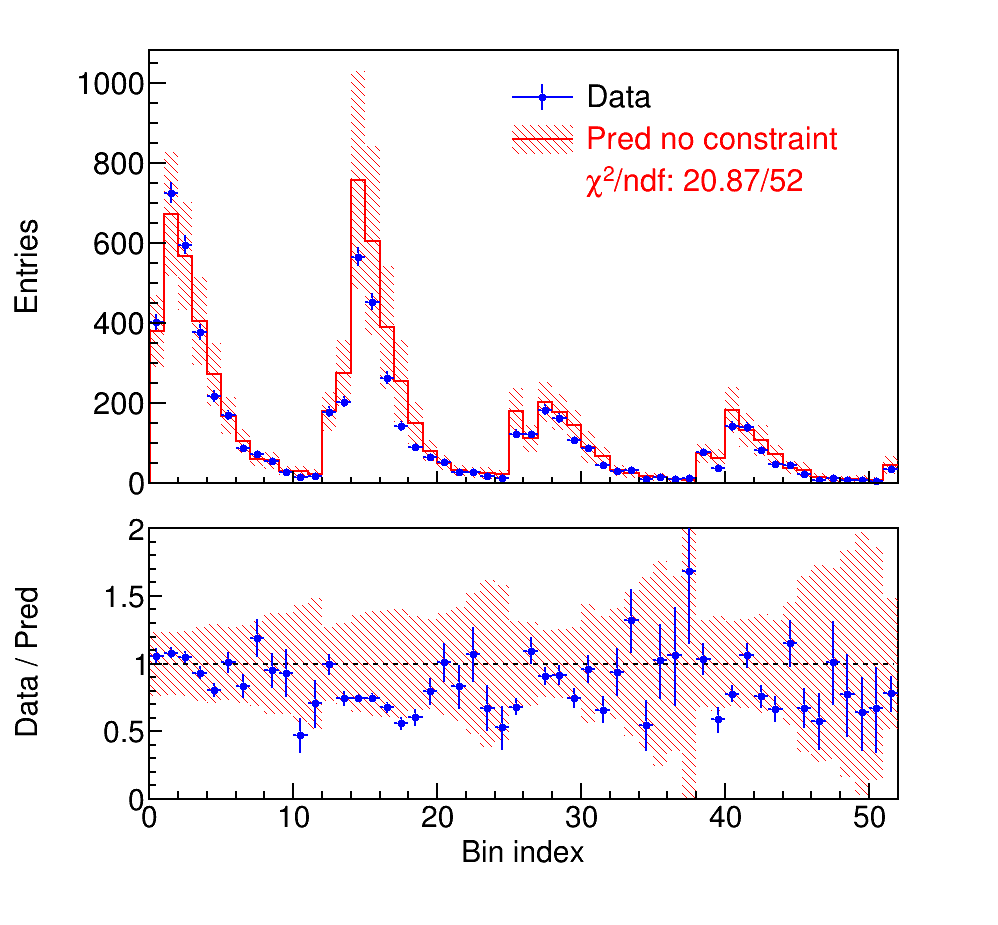 1000
800
600
400
200
0
Entries
Data
Pred no constraint
χ²/ndf: 20.87/52
2
1.5
1
0.5
0
Data / Pred
0 10 20 30 40 50
Bin index